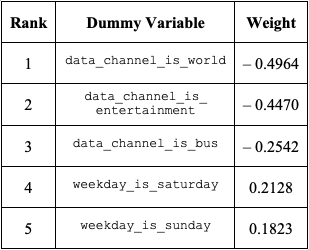 Rank Dummy Variable Weight
1 data_channel_is_world − 0.4964
2 data_channel_is_
entertainment − 0.4470
3 data_channel_is_bus − 0.2542
4 weekday_is_saturday 0.2128
5 weekday_is_sunday 0.1823